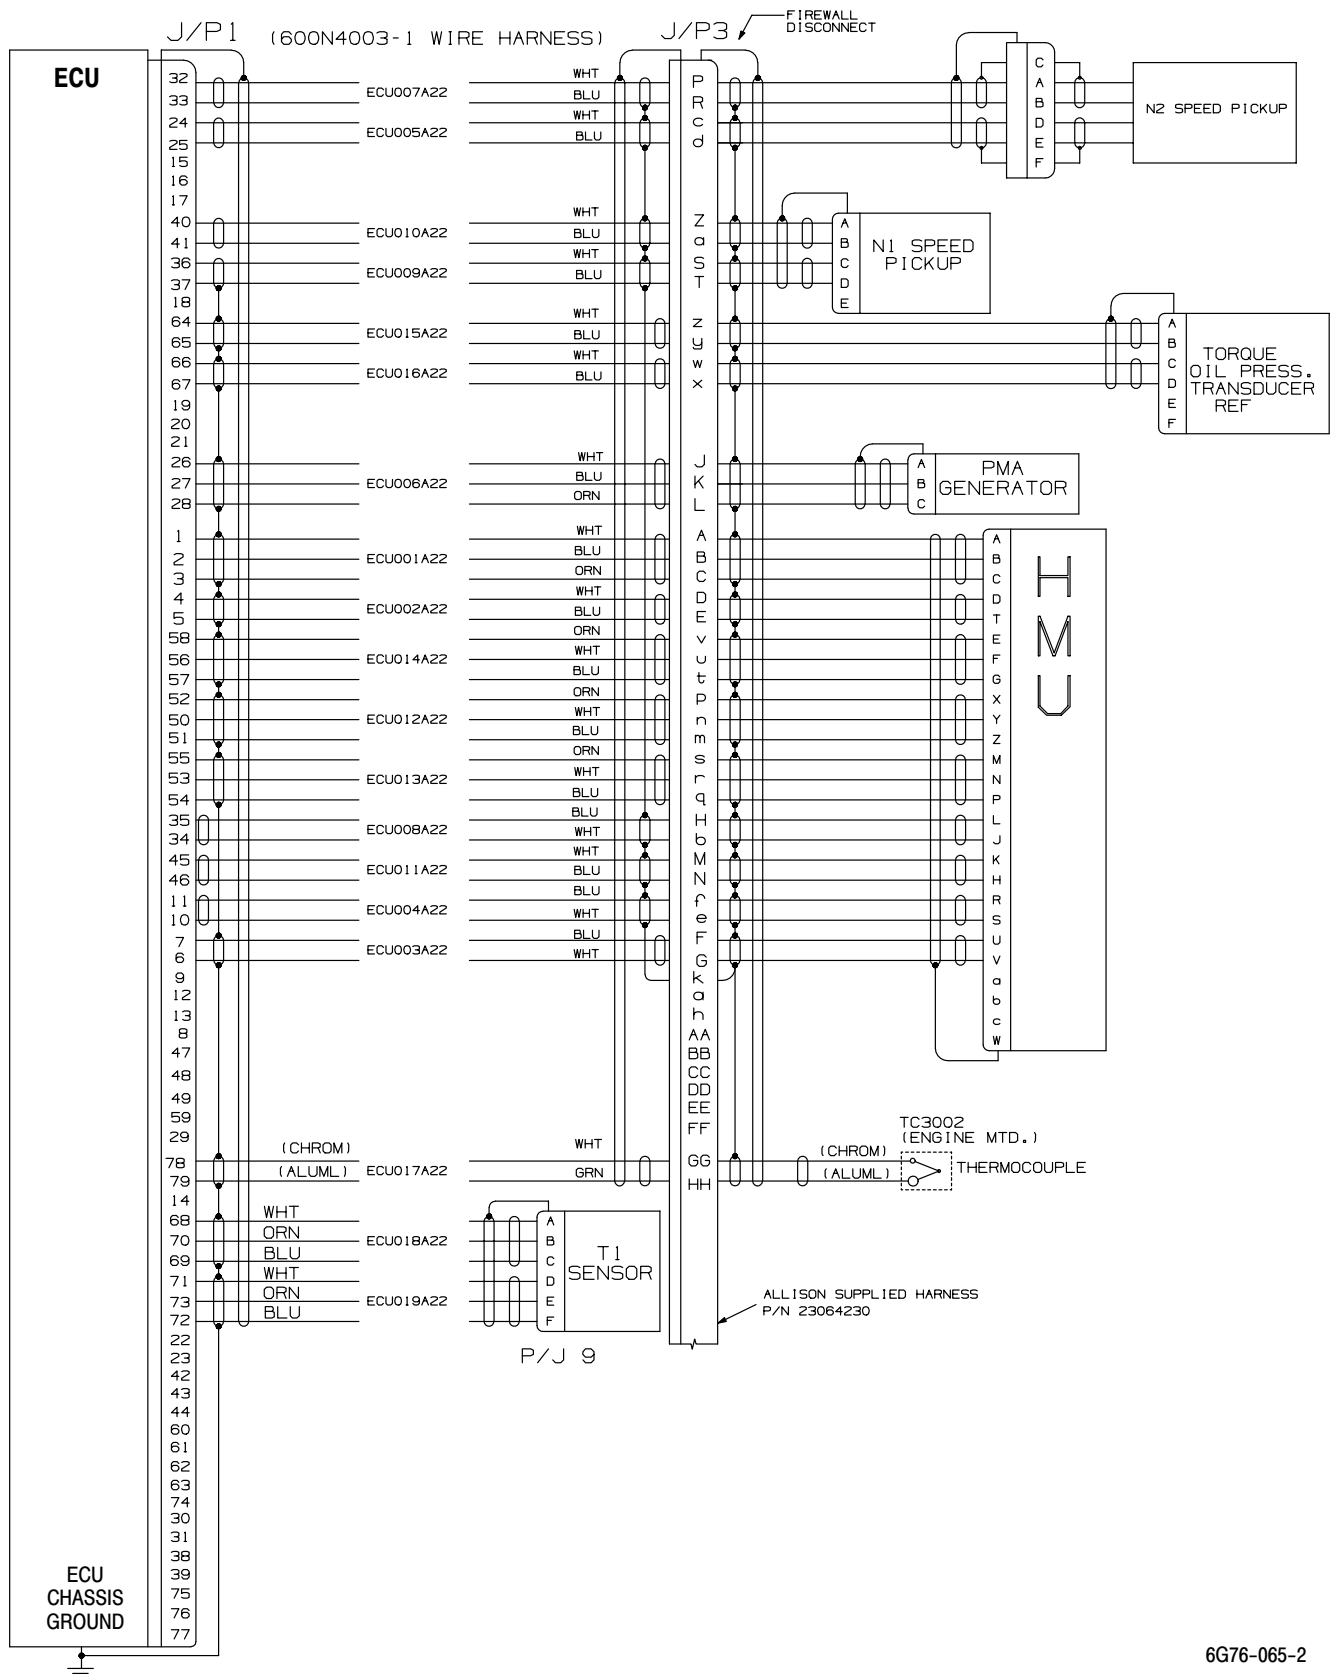 J/P1 (600N4003-1 WIRE HARNESS) J/P3 FIREWALL
DISCONNECT
ECU
32 WHT P C
ECU007A22 A
33 BLU R B N2 SPEED PICKUP
24 WHT c D
ECU005A22
25 BLU d E
15 F
16
17
40 WHT Z A
ECU010A22
41 BLU a B N1 SPEED
36 WHT S C PICKUP
ECU009A22
37 BLU T D
18 E
64 WHT z A
ECU015A22
65 BLU y B TORQUE
66 WHT w C OIL PRESS.
ECU016A22
67 BLU x D TRANSDUCER
19 E REF
20 F
21
26 WHT J A PMA
27 ECU006A22 BLU K B GENERATOR
28 ORN L C
1 WHT A A
2 ECU001A22 BLU B B HMU
3 ORN C C
4 WHT D D
ECU002A22
5 BLU E T
58 ORN v E
56 ECU014A22 WHT u F
57 BLU t G
52 ORN p X
50 ECU012A22 WHT n Y
51 BLU m Z
55 ORN s M
53 ECU013A22 WHT r N
54 BLU q P
35 BLU H L
ECU008A22
34 WHT b J
45 WHT M K
ECU011A22
46 BLU N H
11 BLU f R
ECU004A22
10 WHT e S
7 BLU F U
ECU003A22
6 WHT G V
9 k a
12 a b
13 h c
8 AA W
47 BB
48 CC
DD
49 EE
59 FF
29
TC3002
(ENGINE MTD.)
78 (CHROM) WHT GG (CHROM)
ECU017A22 THERMOCOUPLE
79 (ALUML) GRN HH (ALUML)
14
68 WHT A
70 ORN ECU018A22 B T1
69 BLU C SENSOR
71 WHT D
73 ORN ECU019A22 E
72 BLU F
P/J 9
ALLISON SUPPLIED HARNESS
P/N 23064230
22
23
42
43
44
60
61
62
63
74
30
31
38
39
75
76
77
ECU
CHASSIS
GROUND
6G76-065-2